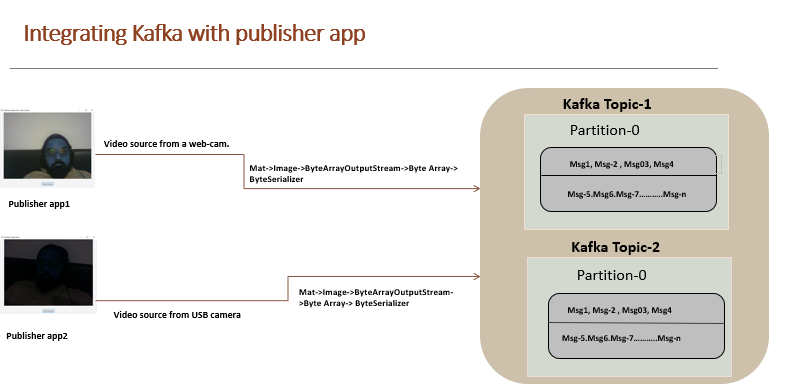 Integrating Kafka with publisher app
Kafka Topic-1
Partition-0
Video source from a web-cam.
Mat->Image->ByteArrayOutputStream->Byte Array->
ByteSerializer
Msg1, Msg-2 , Msg03, Msg4
Msg-5.Msg6.Msg-7...........Msg-n
Publisher app1
Kafka Topic-2
Partition-0
Mat->Image->ByteArrayOutputStream-
>Byte Array-> ByteSerializer
Video source from USB camera
Msg1, Msg-2 , Msg03, Msg4
Msg-5.Msg6.Msg-7...........Msg-n
Publisher app2